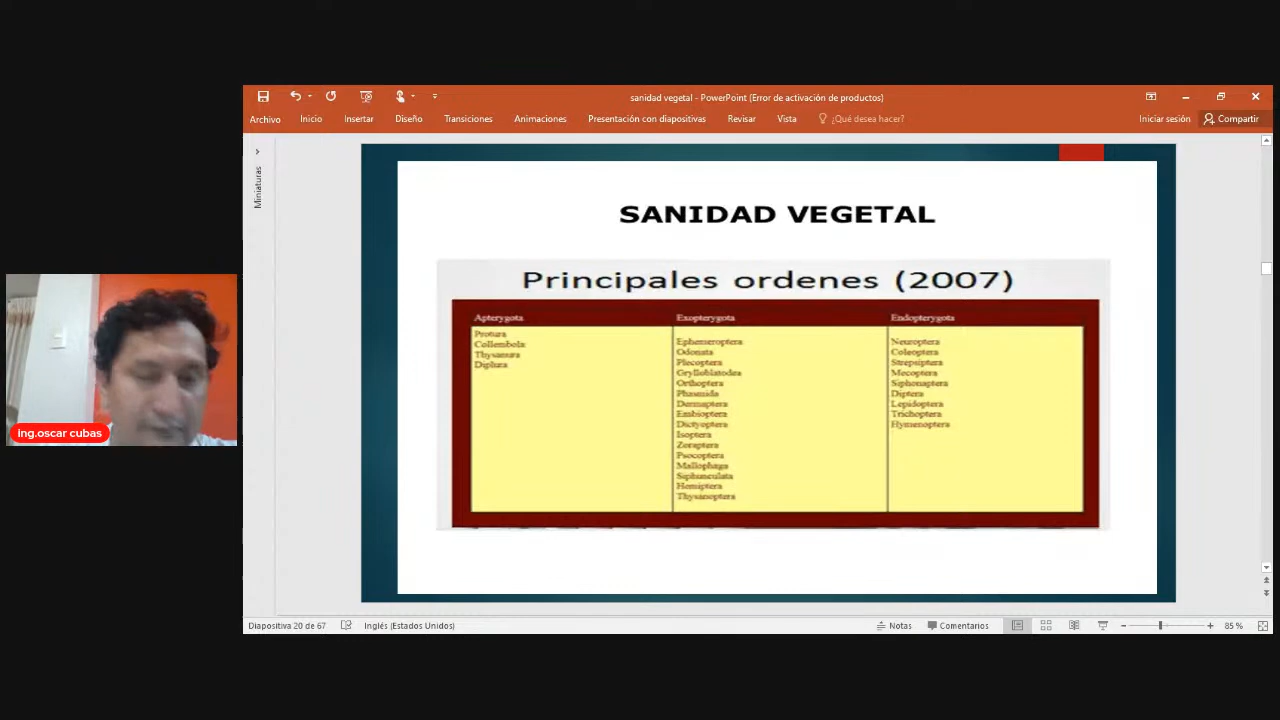 sanidad vegetal - PowerPoint (Error de activación de productos)
Archivo Inicio Insertar Diseño Transiciones Animaciones Presentación con diapositivas Revisar Vista ¿Qué desea hacer? Iniciar sesión Compartir
Miniaturas
SANIDAD VEGETAL
Principales ordenes (2007)
Apterygota
Protura
Collembola
Thysanura
Diplura
Exopterygota
Ephemeroptera
Odonata
Plecoptera
Grylloblatodea
Orthoptera
Phasmida
Dermaptera
Embioptera
Dictyoptera
Isoptera
Zoraptera
Psocoptera
Mallophaga
Siphunculata
Hemiptera
Thysanoptera
Endopterygota
Neuroptera
Coleoptera
Strepsiptera
Mecoptera
Siphonaptera
Diptera
Lepidoptera
Trichoptera
Hymenoptera
ing.oscar cubas
Diapositiva 20 de 67 Inglés (Estados Unidos) Notas Comentarios 85 %